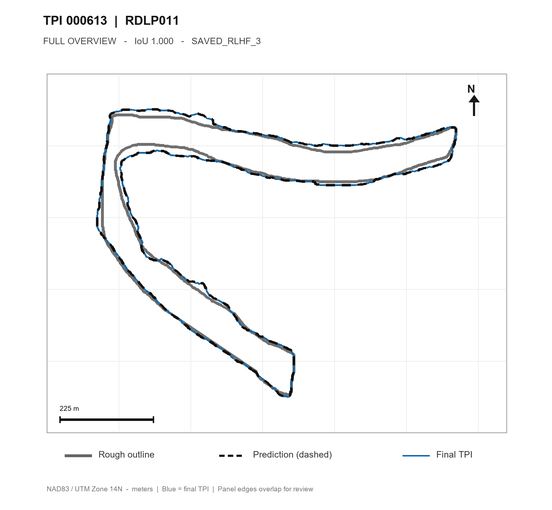 TPI 000613 | RDLP011
FULL OVERVIEW - IoU 1.000 - SAVED_RLHF_3
N
225 m
Rough outline
Prediction (dashed)
Final TPI
NAD83 / UTM Zone 14N - meters | Blue = final TPI | Panel edges overlap for review